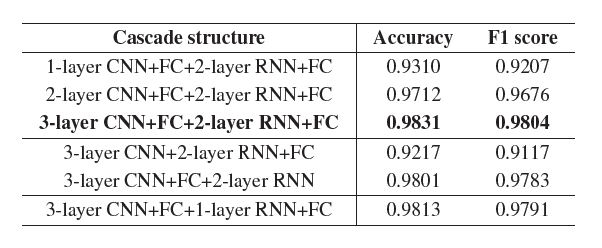 Cascade structure Accuracy F1 score
1-layer CNN+FC+2-layer RNN+FC 0.9310 0.9207
2-layer CNN+FC+2-layer RNN+FC 0.9712 0.9676
3-layer CNN+FC+2-layer RNN+FC 0.9831 0.9804
3-layer CNN+2-layer RNN+FC 0.9217 0.9117
3-layer CNN+FC+2-layer RNN 0.9801 0.9783
3-layer CNN+FC+1-layer RNN+FC 0.9813 0.9791